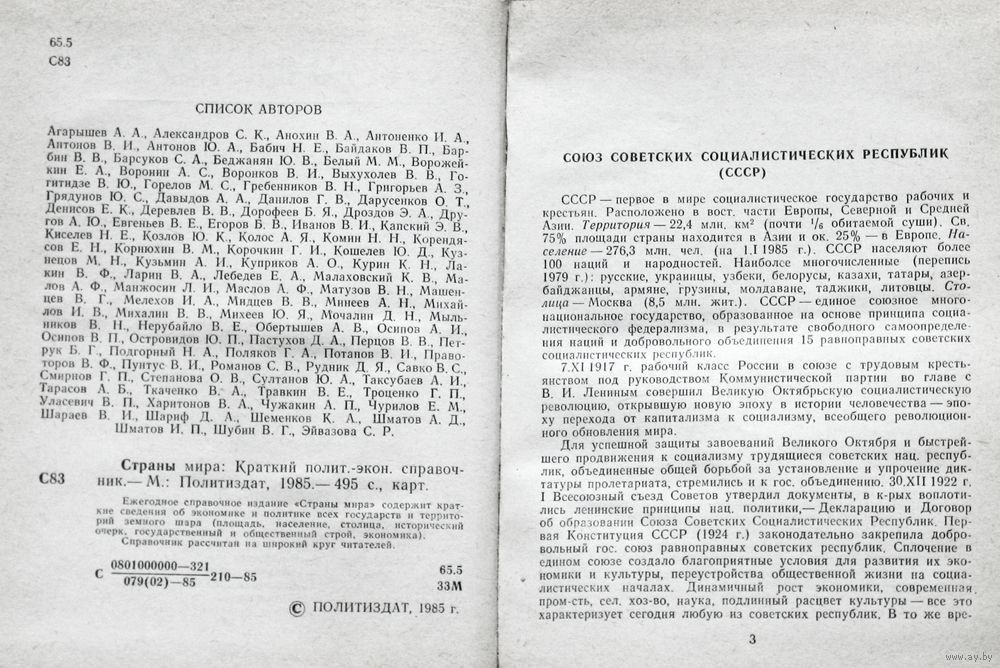 65.5
С83
СПИСОК АВТОРОВ
Агарышев А. А., Александров С. К., Анохин В. А., Антоненко И. А.,
Антонов В. И., Антонов Ю. А., Бабич Н. Е., Байдаков В. П., Бар-
бин В. В., Барсуков С. А., Беджанян Ю. В., Белый М. М., Ворожей-
кин Е. А., Воронин А. С., Воронков В. И., Выхухолев В. В., Го-
гитидзе В. Ю., Горелов М. С., Гребенников В. Н., Григорьев А. З.,
Грядунов Ю. С., Давыдов А. А., Данилов Г. В., Дарусенков О. Т.,
Денисов Е. К., Деревлев В. В., Дорофеев Б. Я., Дроздов Э. А., Дру-
гов А. Ю., Евгеньев В. Е., Егоров Б. В., Иванов В. И., Капский Э. В.,
Киселев Н. Е., Козлов Ю. К., Колос А. Я., Комин Н. Н., Корендя-
сов Е. Н., Корнюхин В. М., Корочкин Г. И., Кошелев Ю. Д., Куз-
нецов М. Н., Кузьмин А. И., Куприков А. О., Курин К. Н., Ла-
кин В. Ф., Ларин В. А., Лебедев Е. А., Малаховский К. В., Ма-
лов А. Ф., Манжосин Л. И., Маслов А. Ф., Матузов В. Н., Машен-
цев В. Г., Мелехов И. А., Мидцев В. В., Минеев А. Н., Михай-
лов И. В., Михалин В. В., Михеев Ю. Я., Мочалин Д. Н., Мыль-
ников В. Н., Нерубайло В. Е., Обертышев А. В., Осипов А. И.,
Осипов В. П., Островидов Ю. П., Пастухов Д. А., Перцов В. В., Пет-
рук Б. Г., Подгорный Н. А., Поляков Г. А., Потапов В. И., Право-
торов В. Ф., Пунтус В. И., Романов С. В., Рудник Д. Я., Савко В. С.,
Смирнов Г. П., Степанова О. В., Султанов Ю. А., Таксубаев А. И.,
Тарасов А. Б., Ткаченко В. А., Травкин В. Е., Троценко Г. П.,
Уласевич В. П., Харитонов В. А., Чужакин А. П., Чурилов Е. М.,
Шараев В. И., Шариф Д. А., Шеменков К. А., Шматов А. Д.,
Шматов И. П., Шубин В. Г., Эйвазова С. Р.
С83
Страны мира: Краткий полит.-экон. справоч-
ник.— М.: Политиздат, 1985.— 495 с., карт.
Ежегодное справочное издание «Страны мира» содержит крат-
кие сведения об экономике и политике всех государств и террито-
рий земного шара (площадь, население, столица, исторический
очерк, государственный и общественный строй, экономика).
Справочник рассчитан на широкий круг читателей.
С 0801000000—321
079(02)—85 210—85
65.5
33М
© ПОЛИТИЗДАТ, 1985 г.
СОЮЗ СОВЕТСКИХ СОЦИАЛИСТИЧЕСКИХ РЕСПУБЛИК
(СССР)
СССР — первое в мире социалистическое государство рабочих и
крестьян. Расположено в вост. части Европы, Северной и Средней
Азии. Территория — 22,4 млн. км² (почти 1/6 обитаемой суши). Св.
75% площади страны находится в Азии и ок. 25% — в Европе. На-
селение — 276,3 млн. чел. (на 1.I 1985 г.). СССР населяют более
100 наций и народностей. Наиболее многочисленные (перепись
1979 г.): русские, украинцы, узбеки, белорусы, казахи, татары, азер-
байджанцы, армяне, грузины, молдаване, таджики, литовцы. Сто-
лица — Москва (8,5 млн. жит.). СССР — единое союзное много-
национальное государство, образованное на основе принципа социа-
листического федерализма, в результате свободного самоопределе-
ния наций и добровольного объединения 15 равноправных советских
социалистических республик.
7.XI 1917 г. рабочий класс России в союзе с трудовым кресть-
янством под руководством Коммунистической партии во главе с
В. И. Лениным совершил Великую Октябрьскую социалистическую
революцию, открывшую новую эпоху в истории человечества — эпо-
ху перехода от капитализма к социализму, всеобщего революцион-
ного обновления мира.
Для успешной защиты завоеваний Великого Октября и быстрей-
шего продвижения к социализму трудящиеся советских нац. респуб-
лик, объединенные общей борьбой за установление и упрочение дик-
татуры пролетариата, стремились и к гос. объединению. 30.XII 1922 г.
I Всесоюзный съезд Советов утвердил документы, в к-рых воплоти-
лись ленинские принципы нац. политики,— Декларацию и Договор
об образовании Союза Советских Социалистических Республик. Пер-
вая Конституция СССР (1924 г.) законодательно закрепила добро-
вольный гос. союз равноправных советских республик. Сплочение в
едином союзе создало благоприятные условия для развития их эко-
номики и культуры, переустройства общественной жизни на социа-
листических началах. Динамичный рост экономики, современная
пром-сть, сел. хоз-во, наука, подлинный расцвет культуры — все это
характеризует сегодня любую из советских республик. В то же вре-
3
www.ay.by